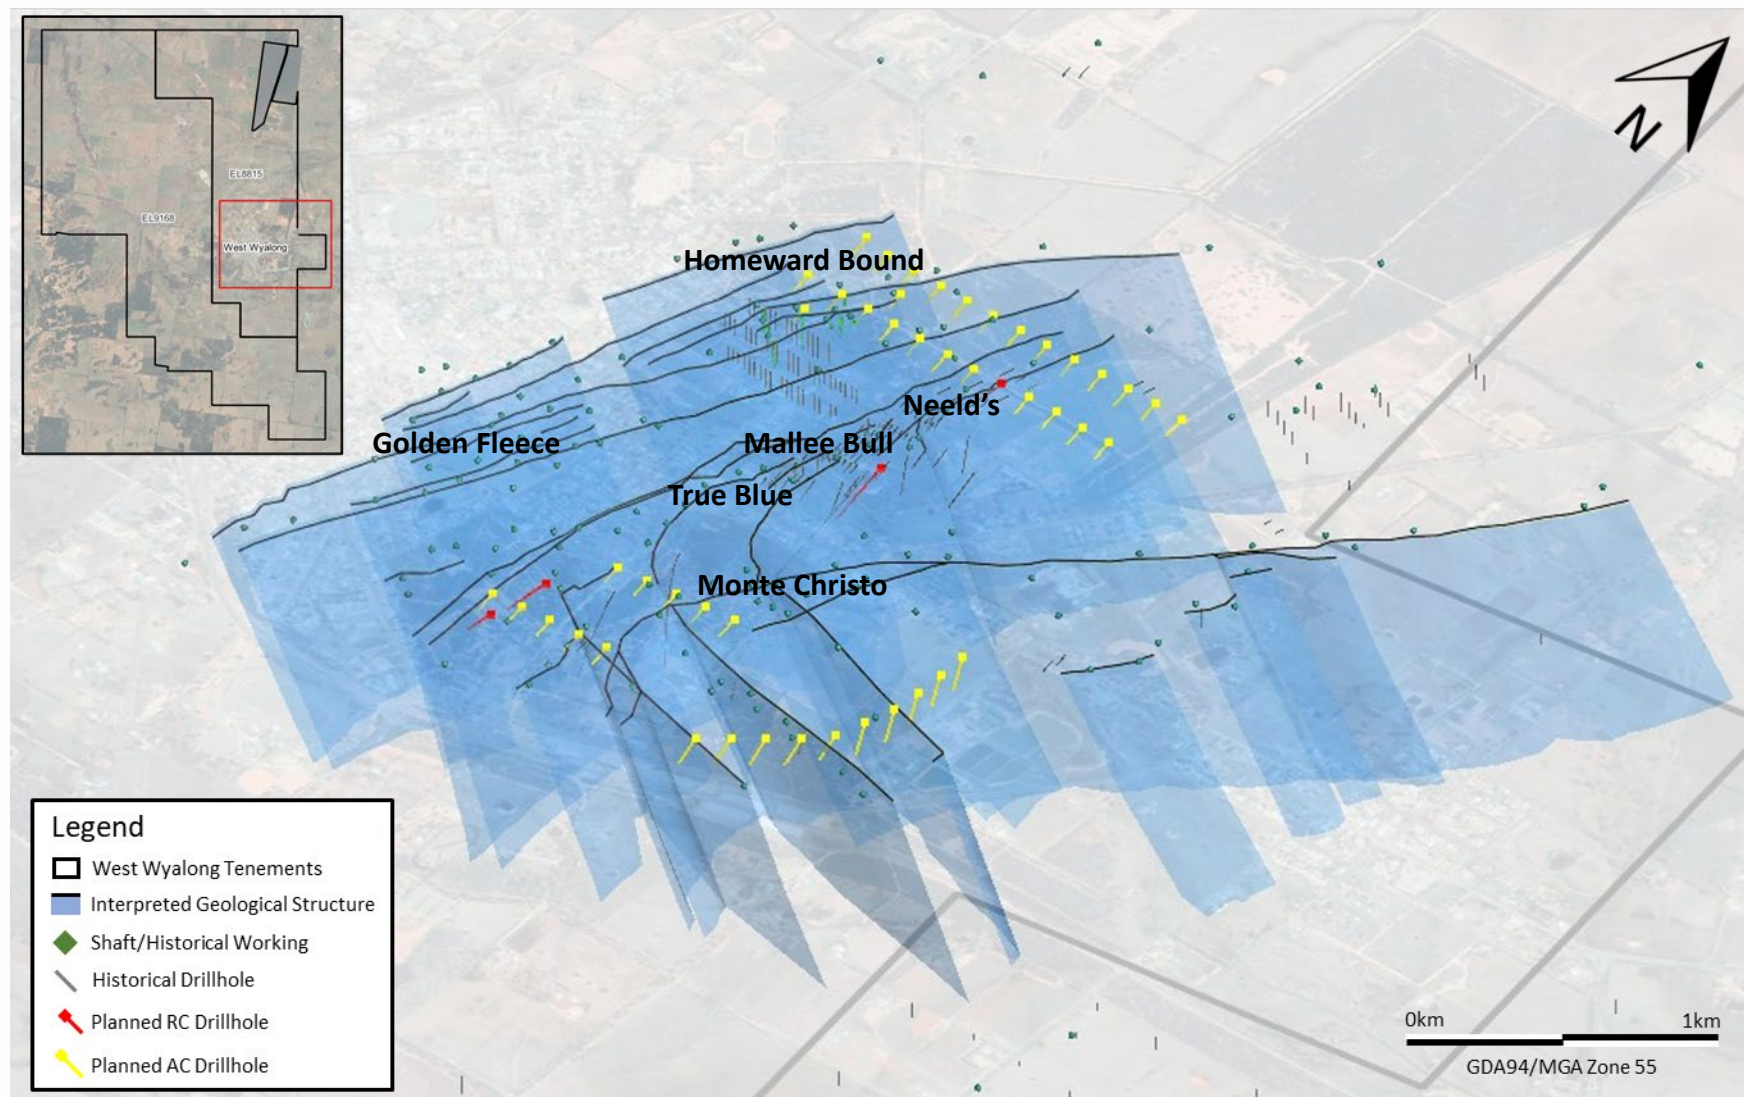 EL8815
EL9168
West Wyalong
N
Homeward Bound
Neeld's
Golden Fleece
Mallee Bull
True Blue
Monte Christo
Legend
West Wyalong Tenements
Interpreted Geological Structure
Shaft/Historical Working
Historical Drillhole
Planned RC Drillhole
Planned AC Drillhole
0km 1km
GDA94/MGA Zone 55